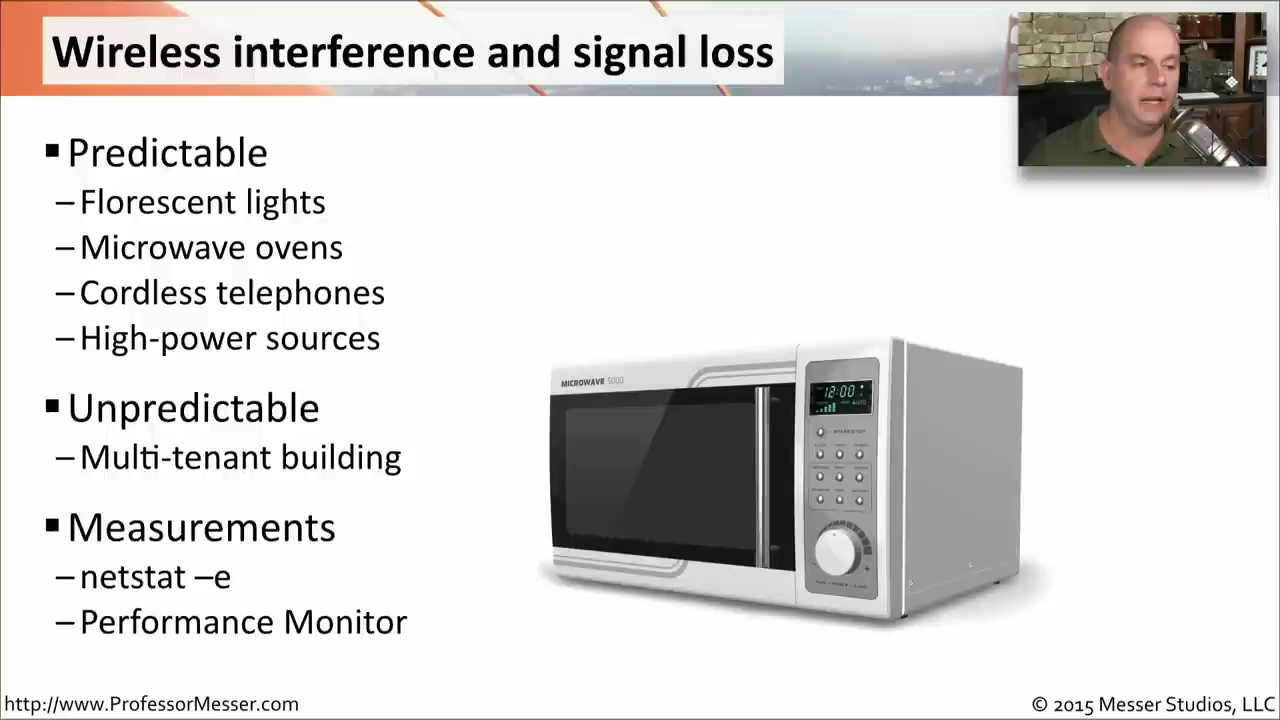 Wireless interference and signal loss
▪ Predictable
– Florescent lights
– Microwave ovens
– Cordless telephones
– High-power sources
▪ Unpredictable
– Multi-tenant building
▪ Measurements
– netstat –e
– Performance Monitor
MICROWAVE 5000
12:00
AUTO
http://www.ProfessorMesser.com
© 2015 Messer Studios, LLC